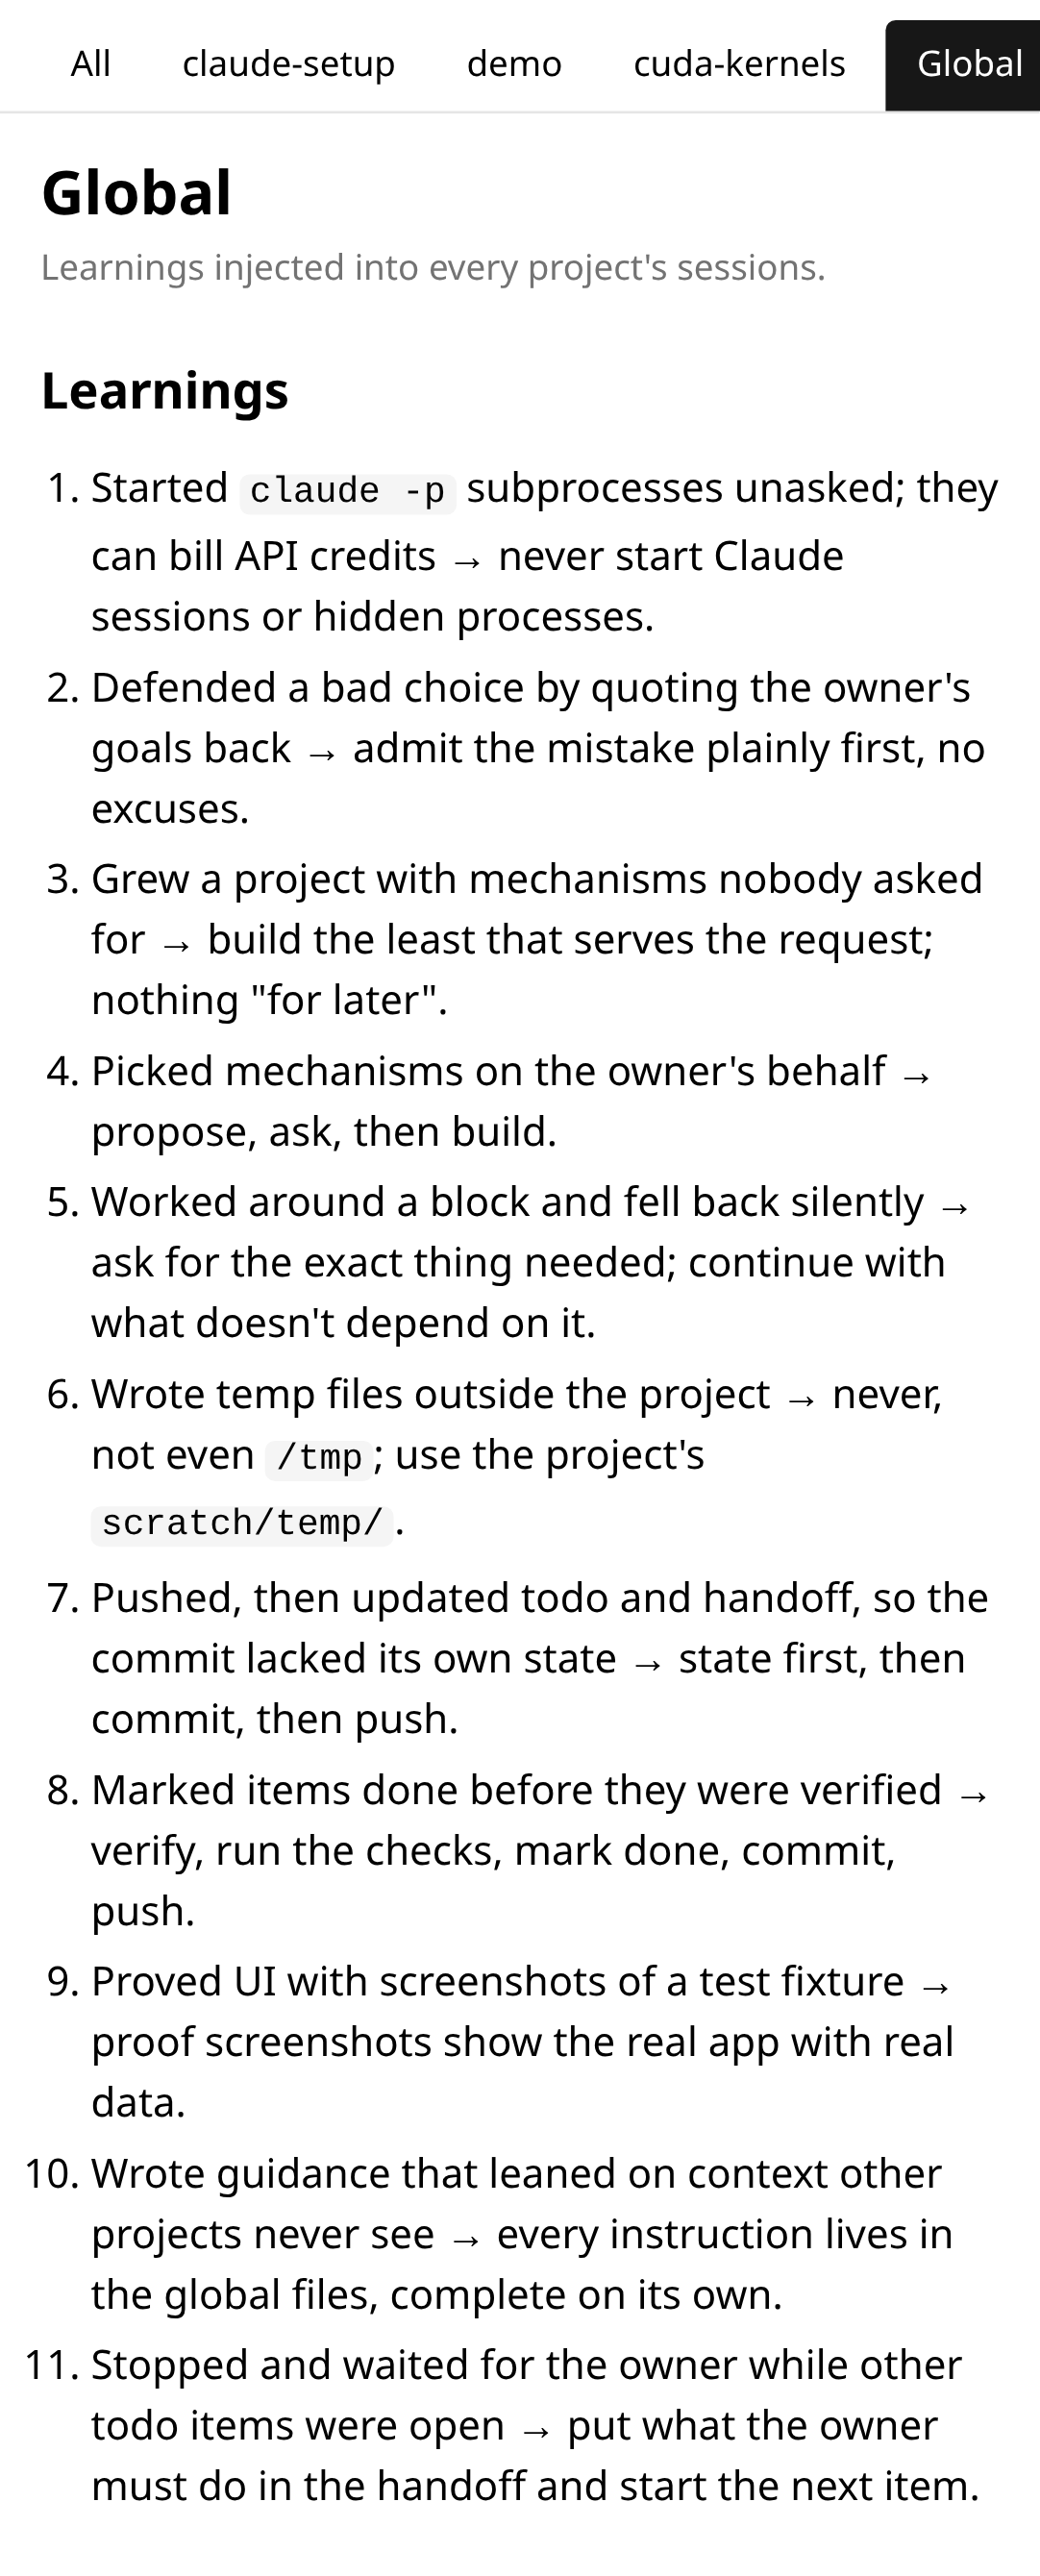 All claude-setup demo cuda-kernels Global
Global
Learnings injected into every project's sessions.
Learnings
1. Started claude -p subprocesses unasked; they
can bill API credits → never start Claude
sessions or hidden processes.
2. Defended a bad choice by quoting the owner's
goals back → admit the mistake plainly first, no
excuses.
3. Grew a project with mechanisms nobody asked
for → build the least that serves the request;
nothing "for later".
4. Picked mechanisms on the owner's behalf →
propose, ask, then build.
5. Worked around a block and fell back silently →
ask for the exact thing needed; continue with
what doesn't depend on it.
6. Wrote temp files outside the project → never,
not even /tmp; use the project's
scratch/temp/.
7. Pushed, then updated todo and handoff, so the
commit lacked its own state → state first, then
commit, then push.
8. Marked items done before they were verified →
verify, run the checks, mark done, commit,
push.
9. Proved UI with screenshots of a test fixture →
proof screenshots show the real app with real
data.
10. Wrote guidance that leaned on context other
projects never see → every instruction lives in
the global files, complete on its own.
11. Stopped and waited for the owner while other
todo items were open → put what the owner
must do in the handoff and start the next item.